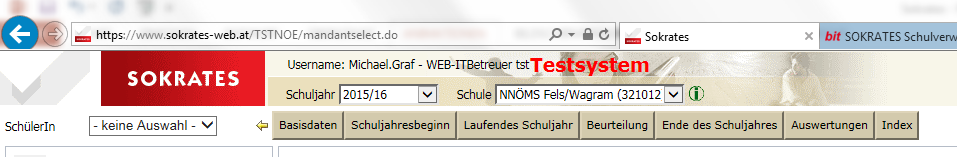 https://www.sokrates-web.at/TSTNOE/mandantselect.do
Sokrates
bit SOKRATES Schulverw
SOKRATES
Username: Michael.Graf - WEB-ITBetreuer tst Testsystem
Schuljahr 2015/16 Schule NNÖMS Fels/Wagram (321012
SchülerIn - keine Auswahl - Basisdaten Schuljahresbeginn Laufendes Schuljahr Beurteilung Ende des Schuljahres Auswertungen Index